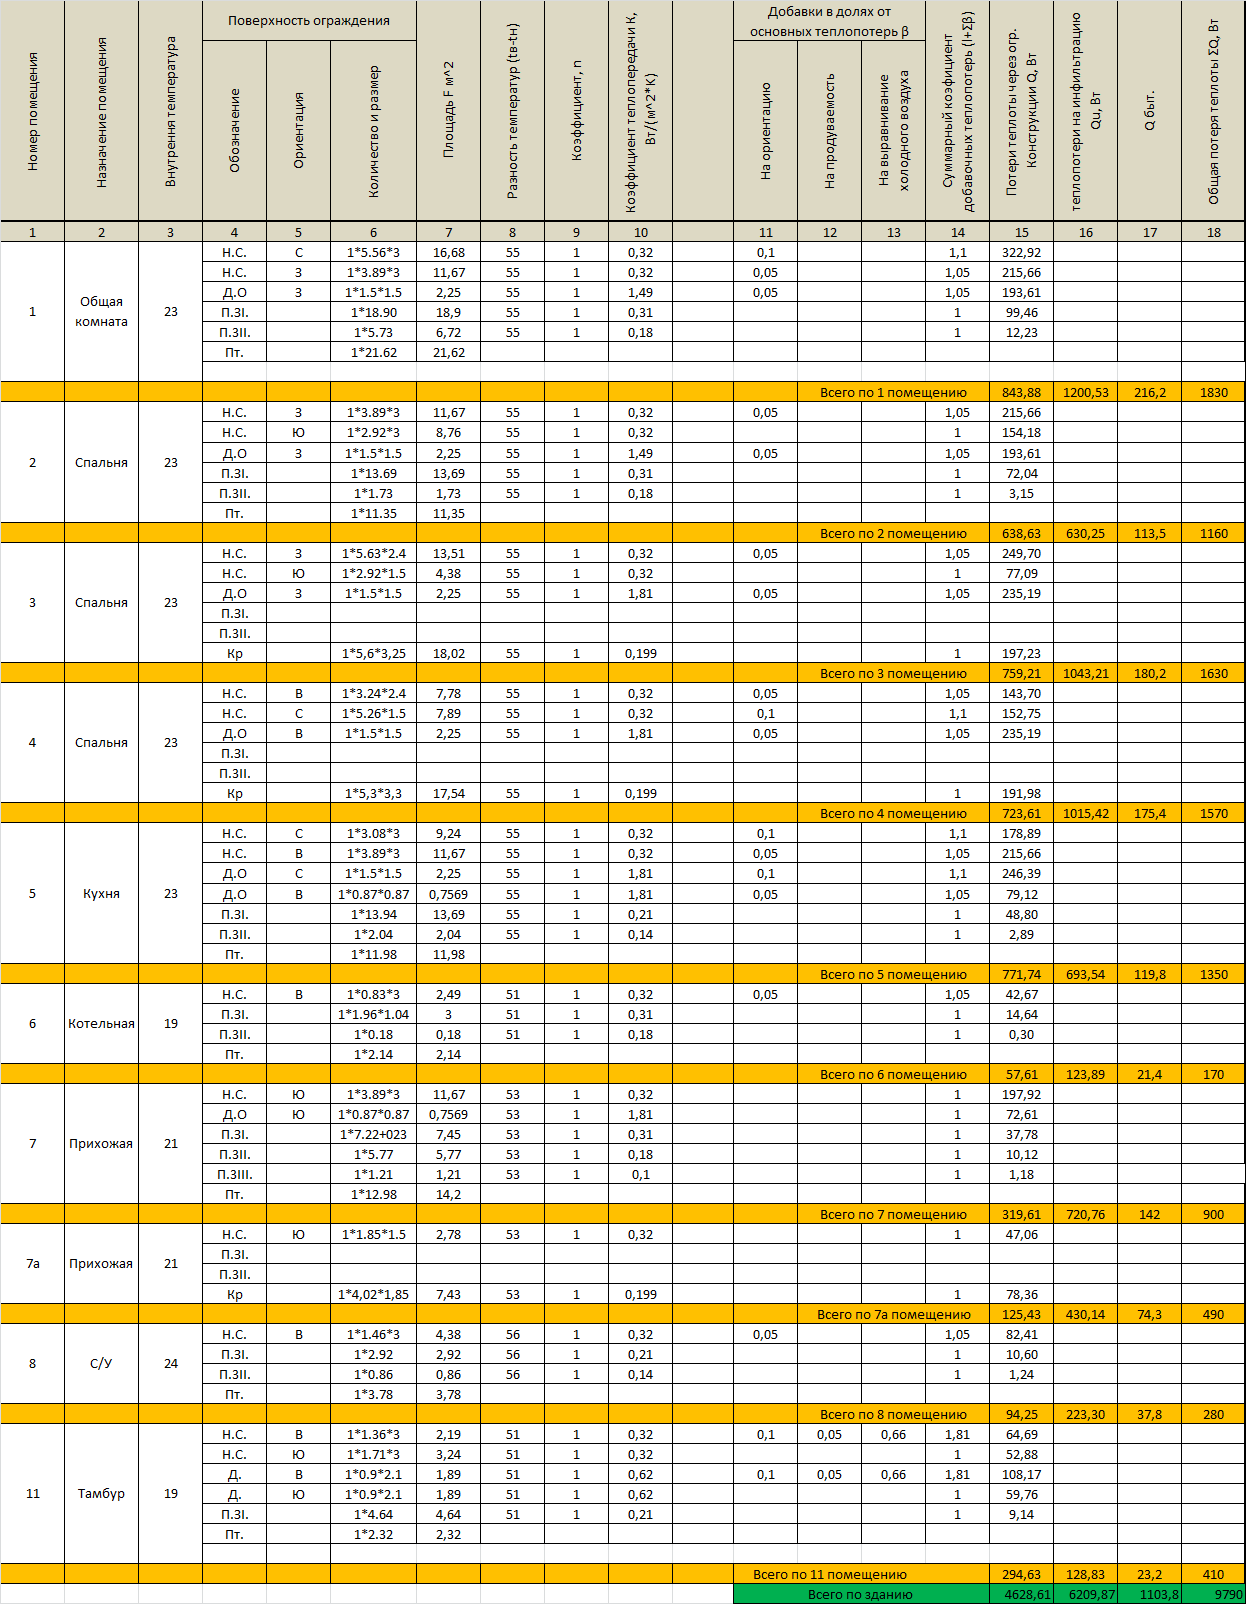 Номер помещения
Назначение помещения
Внутрення температура
Поверхность ограждения
Обозначение
Ориентация
Количество и размер
Площадь F м^2
Разность температур (tв-tн)
Коэффициент, n
Коэфициент теплопередачи K, Вт/(м^2*К)
Добавки в долях от основных теплопотерь β
На ориентацию
На продуваемость
На выравнивание холодного воздуха
Суммарный коефициент добавочных теплопотерь (I+Σβ)
Потери теплоты через огр. Конструкции Q, Вт
теплопотери на инфильтрацию Qu, Вт
Q быт.
Общая потеря теплоты ΣQ, Вт
1 2 3 4 5 6 7 8 9 10 11 12 13 14 15 16 17 18
1 Общая комната 23
Н.С. С 1*5.56*3 16,68 55 1 0,32 0,1 1,1 322,92
Н.С. З 1*3.89*3 11,67 55 1 0,32 0,05 1,05 215,66
Д.О З 1*1.5*1.5 2,25 55 1 1,49 0,05 1,05 193,61
П.ЗI. 1*18.90 18,9 55 1 0,31 1 99,46
П.ЗII. 1*5.73 6,72 55 1 0,18 1 12,23
Пт. 1*21.62 21,62
Всего по 1 помещению 843,88 1200,53 216,2 1830
2 Спальня 23
Н.С. З 1*3.89*3 11,67 55 1 0,32 0,05 1,05 215,66
Н.С. Ю 1*2.92*3 8,76 55 1 0,32 1 154,18
Д.О З 1*1.5*1.5 2,25 55 1 1,49 0,05 1,05 193,61
П.ЗI. 1*13.69 13,69 55 1 0,31 1 72,04
П.ЗII. 1*1.73 1,73 55 1 0,18 1 3,15
Пт. 1*11.35 11,35
Всего по 2 помещению 638,63 630,25 113,5 1160
3 Спальня 23
Н.С. З 1*5.63*2.4 13,51 55 1 0,32 0,05 1,05 249,70
Н.С. Ю 1*2.92*1.5 4,38 55 1 0,32 1 77,09
Д.О З 1*1.5*1.5 2,25 55 1 1,81 0,05 1,05 235,19
П.ЗI.
П.ЗII.
Кр 1*5,6*3,25 18,02 55 1 0,199 1 197,23
Всего по 3 помещению 759,21 1043,21 180,2 1630
4 Спальня 23
Н.С. В 1*3.24*2.4 7,78 55 1 0,32 0,05 1,05 143,70
Н.С. С 1*5.26*1.5 7,89 55 1 0,32 0,1 1,1 152,75
Д.О В 1*1.5*1.5 2,25 55 1 1,81 0,05 1,05 235,19
П.ЗI.
П.ЗII.
Кр 1*5,3*3,3 17,54 55 1 0,199 1 191,98
Всего по 4 помещению 723,61 1015,42 175,4 1570
5 Кухня 23
Н.С. С 1*3.08*3 9,24 55 1 0,32 0,1 1,1 178,89
Н.С. В 1*3.89*3 11,67 55 1 0,32 0,05 1,05 215,66
Д.О С 1*1.5*1.5 2,25 55 1 1,81 0,1 1,1 246,39
Д.О В 1*0.87*0.87 0,7569 55 1 1,81 0,05 1,05 79,12
П.ЗI. 1*13.94 13,69 55 1 0,21 1 48,80
П.ЗII. 1*2.04 2,04 55 1 0,14 1 2,89
Пт. 1*11.98 11,98
Всего по 5 помещению 771,74 693,54 119,8 1350
6 Котельная 19
Н.С. В 1*0.83*3 2,49 51 1 0,32 0,05 1,05 42,67
П.ЗI. 1*1.96*1.04 3 51 1 0,31 1 14,64
П.ЗII. 1*0.18 0,18 51 1 0,18 1 0,30
Пт. 1*2.14 2,14
Всего по 6 помещению 57,61 123,89 21,4 170
7 Прихожая 21
Н.С. Ю 1*3.89*3 11,67 53 1 0,32 1 197,92
Д.О Ю 1*0.87*0.87 0,7569 53 1 1,81 1 72,61
П.ЗI. 1*7.22+023 7,45 53 1 0,31 1 37,78
П.ЗII. 1*5.77 5,77 53 1 0,18 1 10,12
П.ЗIII. 1*1.21 1,21 53 1 0,1 1 1,18
Пт. 1*12.98 14,2
Всего по 7 помещению 319,61 720,76 142 900
7а Прихожая 21
Н.С. Ю 1*1.85*1.5 2,78 53 1 0,32 1 47,06
П.ЗI.
П.ЗII.
Кр 1*4,02*1,85 7,43 53 1 0,199 1 78,36
Всего по 7а помещению 125,43 430,14 74,3 490
8 С/У 24
Н.С. В 1*1.46*3 4,38 56 1 0,32 0,05 1,05 82,41
П.ЗI. 1*2.92 2,92 56 1 0,21 1 10,60
П.ЗII. 1*0.86 0,86 56 1 0,14 1 1,24
Пт. 1*3.78 3,78
Всего по 8 помещению 94,25 223,30 37,8 280
11 Тамбур 19
Н.С. В 1*1.36*3 2,19 51 1 0,32 0,1 0,05 0,66 1,81 64,69
Н.С. Ю 1*1.71*3 3,24 51 1 0,32 1 52,88
Д. В 1*0.9*2.1 1,89 51 1 0,62 0,1 0,05 0,66 1,81 108,17
Д. Ю 1*0.9*2.1 1,89 51 1 0,62 1 59,76
П.ЗI. 1*4.64 4,64 51 1 0,21 1 9,14
Пт. 1*2.32 2,32
Всего по 11 помещению 294,63 128,83 23,2 410
Всего по зданию 4628,61 6209,87 1103,8 9790